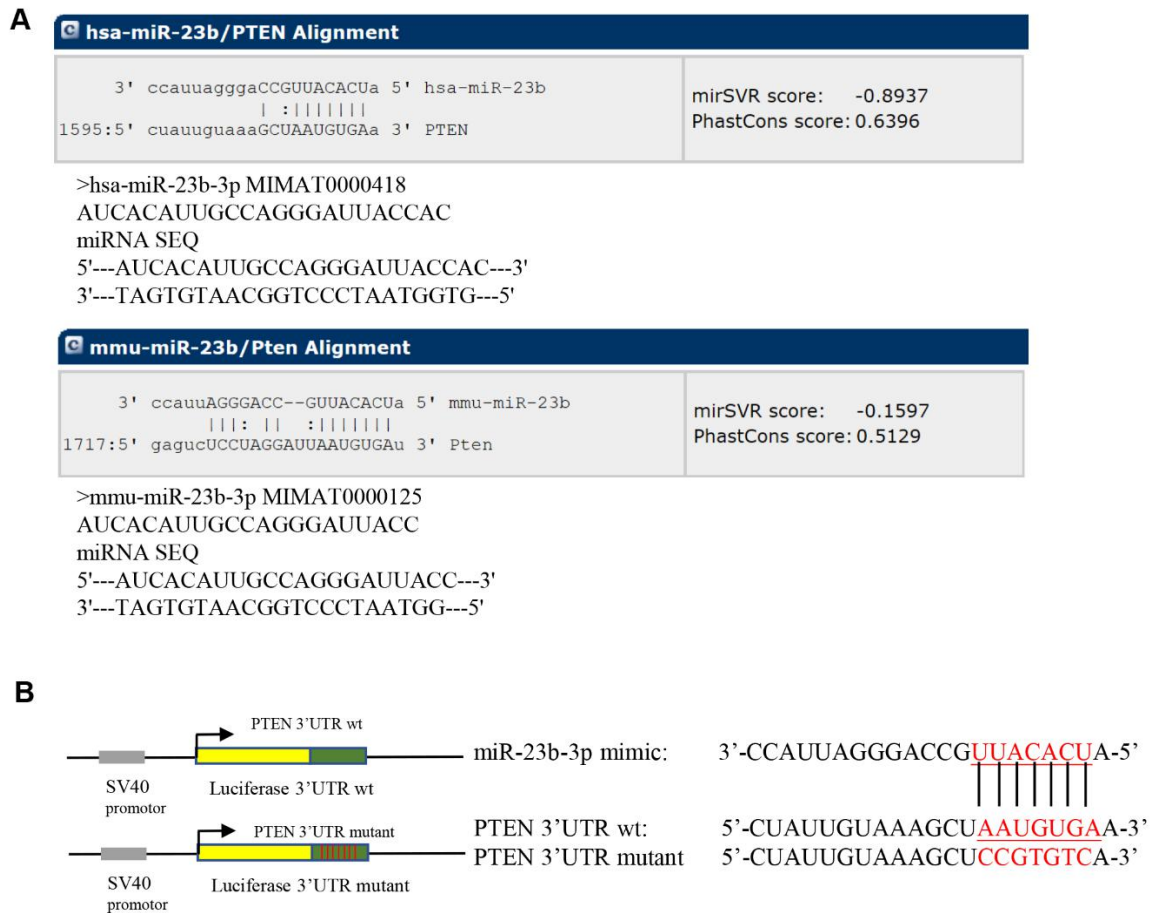 A
hsa-miR-23b/PTEN Alignment
3' ccauuagggaCCGUUACACUa 5' hsa-miR-23b
| :|||||||
1595:5' cuauuguaaaGCUAAUGUGAa 3' PTEN
mirSVR score: -0.8937
PhastCons score: 0.6396
>hsa-miR-23b-3p MIMAT0000418
AUCACAUUGCCAGGGAUUACCAC
miRNA SEQ
5'---AUCACAUUGCCAGGGAUUACCAC---3'
3'---TAGTGTAACGGTCCCTAATGGTG---5'
mmu-miR-23b/Pten Alignment
3' ccauuAGGGACC--GUUACACUa 5' mmu-miR-23b
|||: || :|||||||
1717:5' gagucUCCUAGGAUUAAUGUGAu 3' Pten
mirSVR score: -0.1597
PhastCons score: 0.5129
>mmu-miR-23b-3p MIMAT0000125
AUCACAUUGCCAGGGAUUACC
miRNA SEQ
5'---AUCACAUUGCCAGGGAUUACC---3'
3'---TAGTGTAACGGTCCCTAATGG---5'
B
PTEN 3'UTR wt
SV40 promotor
Luciferase 3'UTR wt
PTEN 3'UTR mutant
SV40 promotor
Luciferase 3'UTR mutant
miR-23b-3p mimic: 3'-CCAUUAGGGACCGUUACACUA-5'
PTEN 3'UTR wt: 5'-CUAUUGUAAAGCUAAUGUGAA-3'
PTEN 3'UTR mutant 5'-CUAUUGUAAAGCUCCGTGTCA-3'